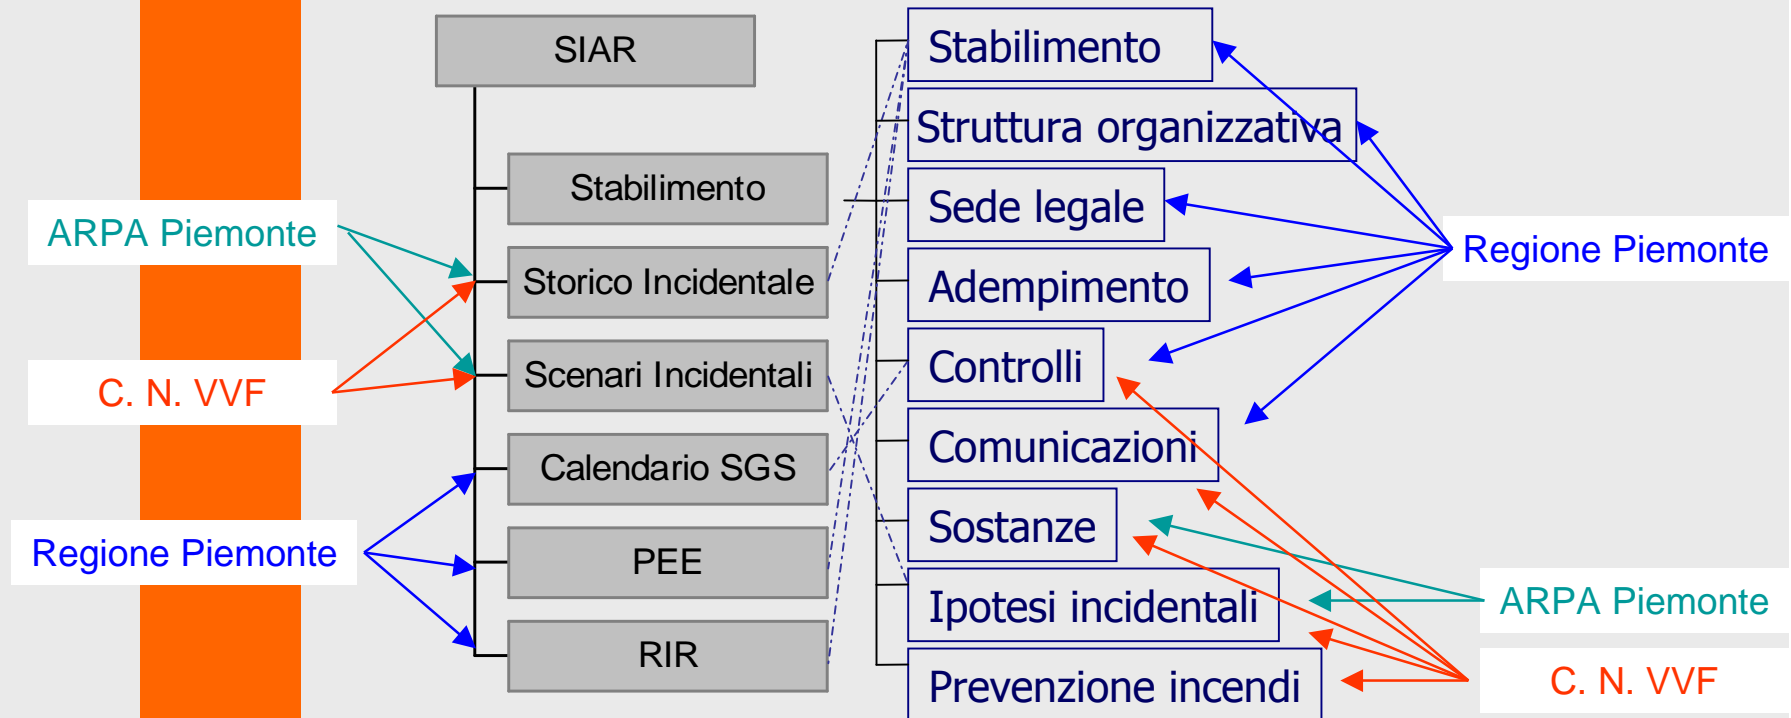 SIAR
Stabilimento
Storico Incidentale
Scenari Incidentali
Calendario SGS
PEE
RIR
ARPA Piemonte
C. N. VVF
Regione Piemonte
Stabilimento
Struttura organizzativa
Sede legale
Adempimento
Controlli
Comunicazioni
Sostanze
Ipotesi incidentali
Prevenzione incendi
Regione Piemonte
ARPA Piemonte
C. N. VVF